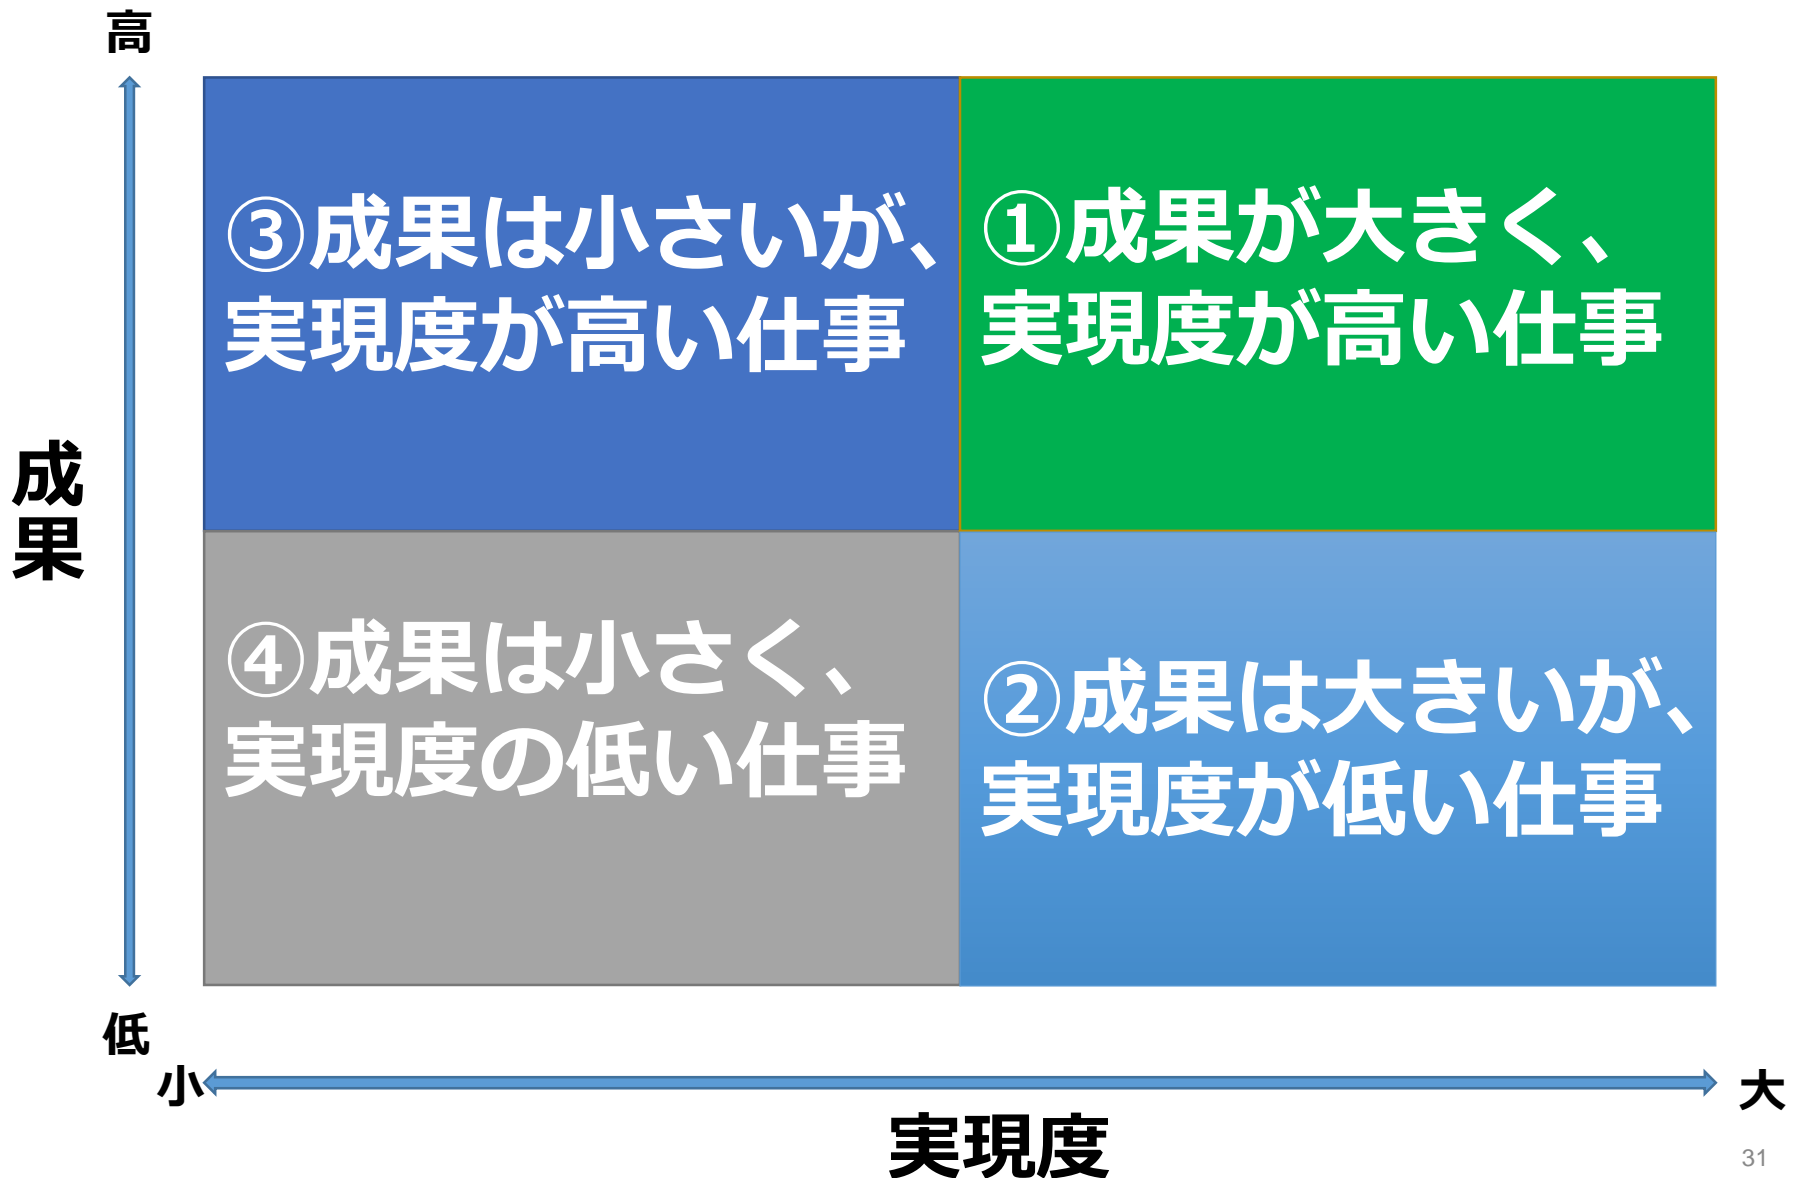 高
③成果は小さいが、
実現度が高い仕事
①成果が大きく、
実現度が高い仕事
成果
④成果は小さく、
実現度の低い仕事
②成果は大きいが、
実現度が低い仕事
低
小
大
実現度
31